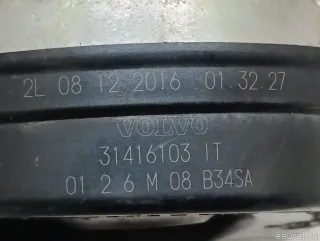 2L 08 12 2016 01.32.27
VOLVO
31416103 IT
01 2 6 M 08 B34SA